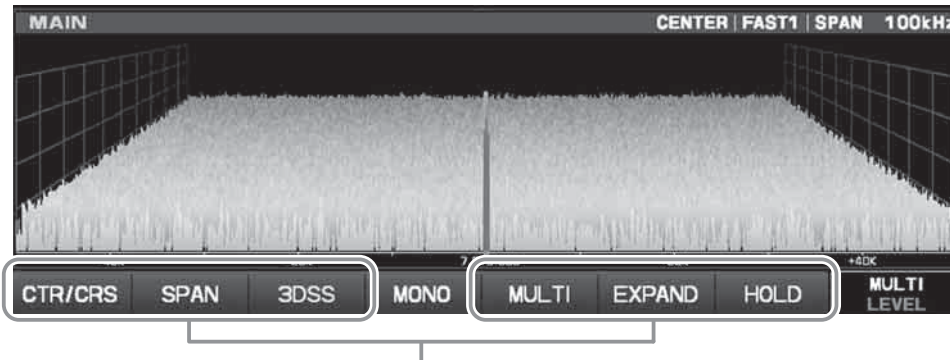 MAIN
CENTER | FAST1 | SPAN 100kHz
+40K
CTR/CRS SPAN 3DSS MONO MULTI EXPAND HOLD MULTI
LEVEL